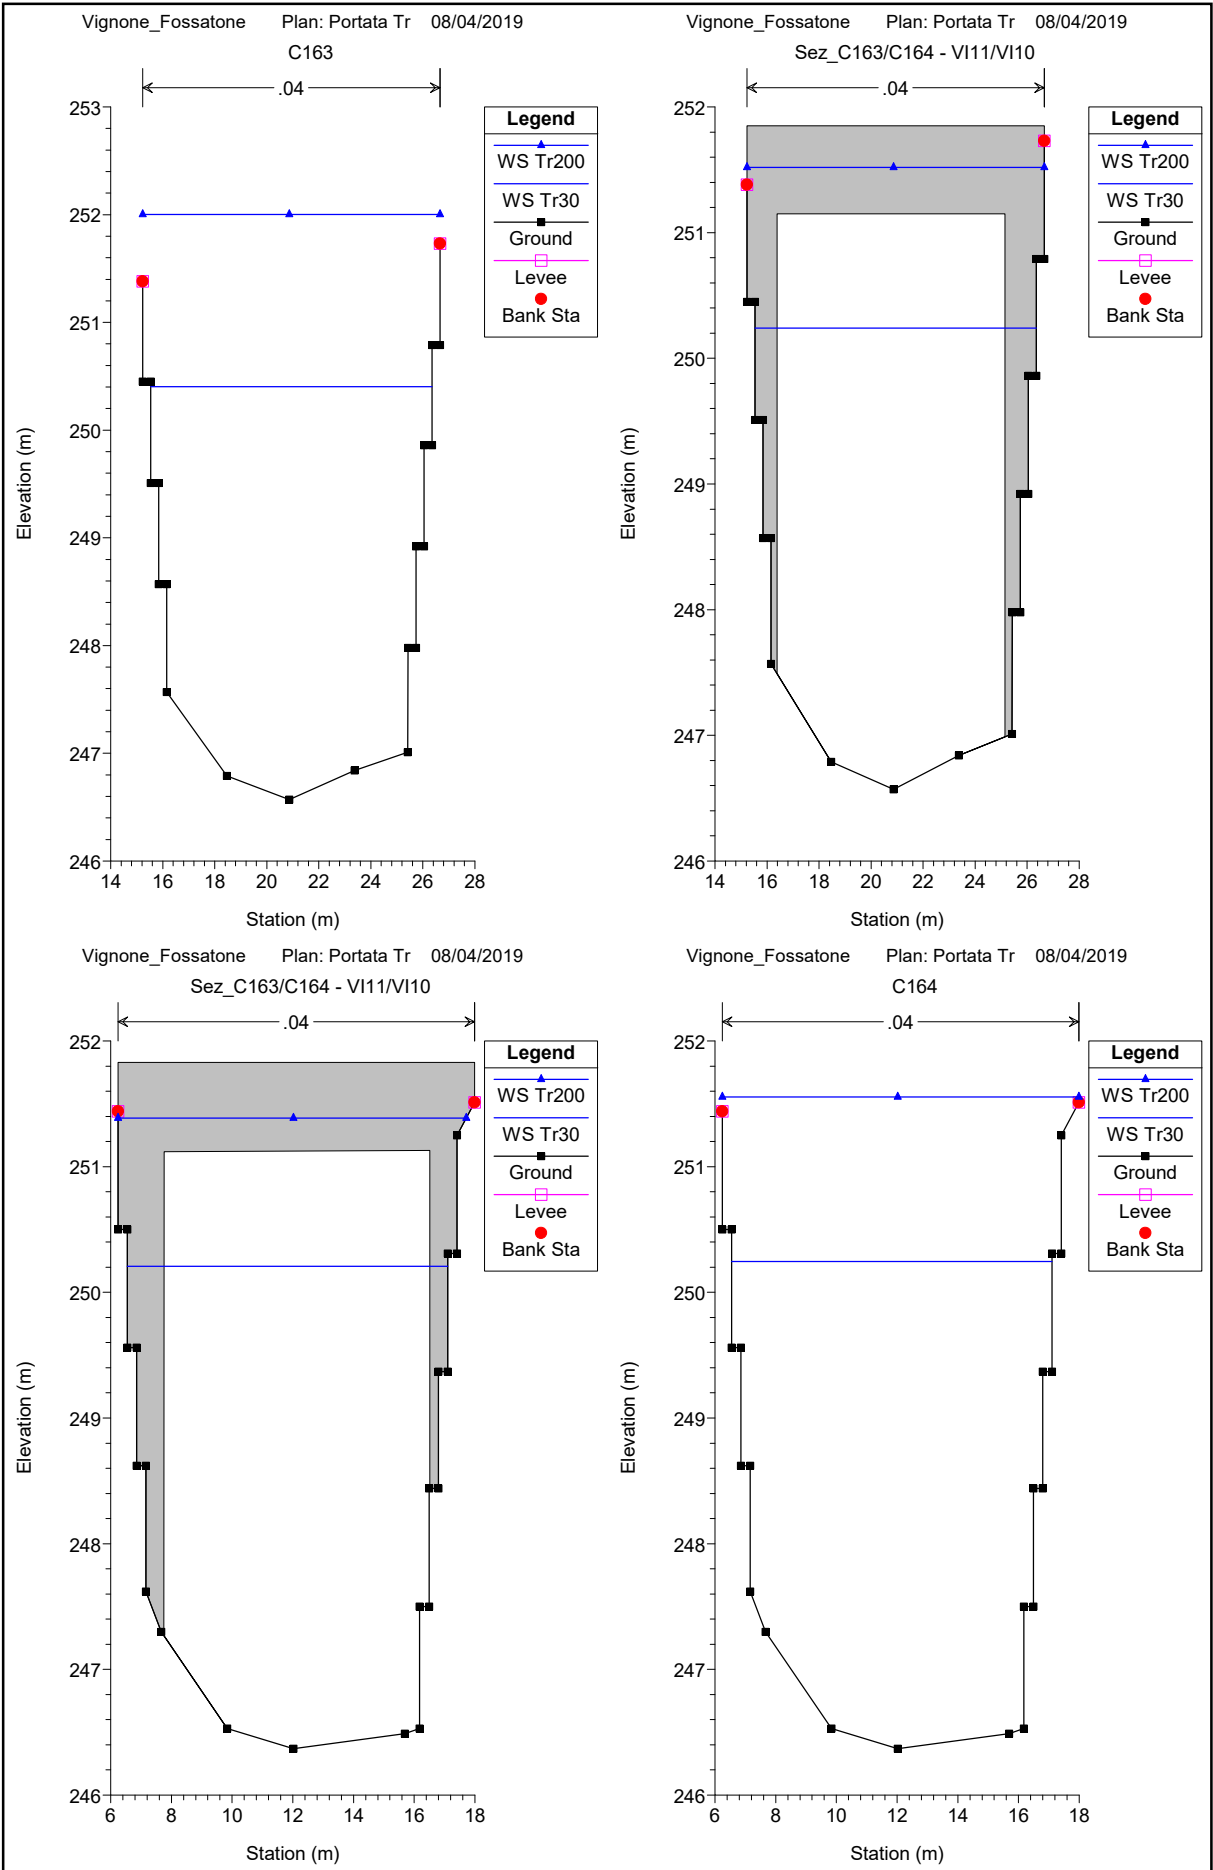 Vignone_Fossatone Plan: Portata Tr 08/04/2019
C163
.04
253
252
251
250
249
248
247
246
14 16 18 20 22 24 26 28
Elevation (m)
Station (m)
Legend
WS Tr200
WS Tr30
Ground
Levee
Bank Sta
Vignone_Fossatone Plan: Portata Tr 08/04/2019
Sez_C163/C164 - VI11/VI10
.04
252
251
250
249
248
247
246
14 16 18 20 22 24 26 28
Elevation (m)
Station (m)
Legend
WS Tr200
WS Tr30
Ground
Levee
Bank Sta
Vignone_Fossatone Plan: Portata Tr 08/04/2019
Sez_C163/C164 - VI11/VI10
.04
252
251
250
249
248
247
246
6 8 10 12 14 16 18
Elevation (m)
Station (m)
Legend
WS Tr200
WS Tr30
Ground
Levee
Bank Sta
Vignone_Fossatone Plan: Portata Tr 08/04/2019
C164
.04
252
251
250
249
248
247
246
6 8 10 12 14 16 18
Elevation (m)
Station (m)
Legend
WS Tr200
WS Tr30
Ground
Levee
Bank Sta